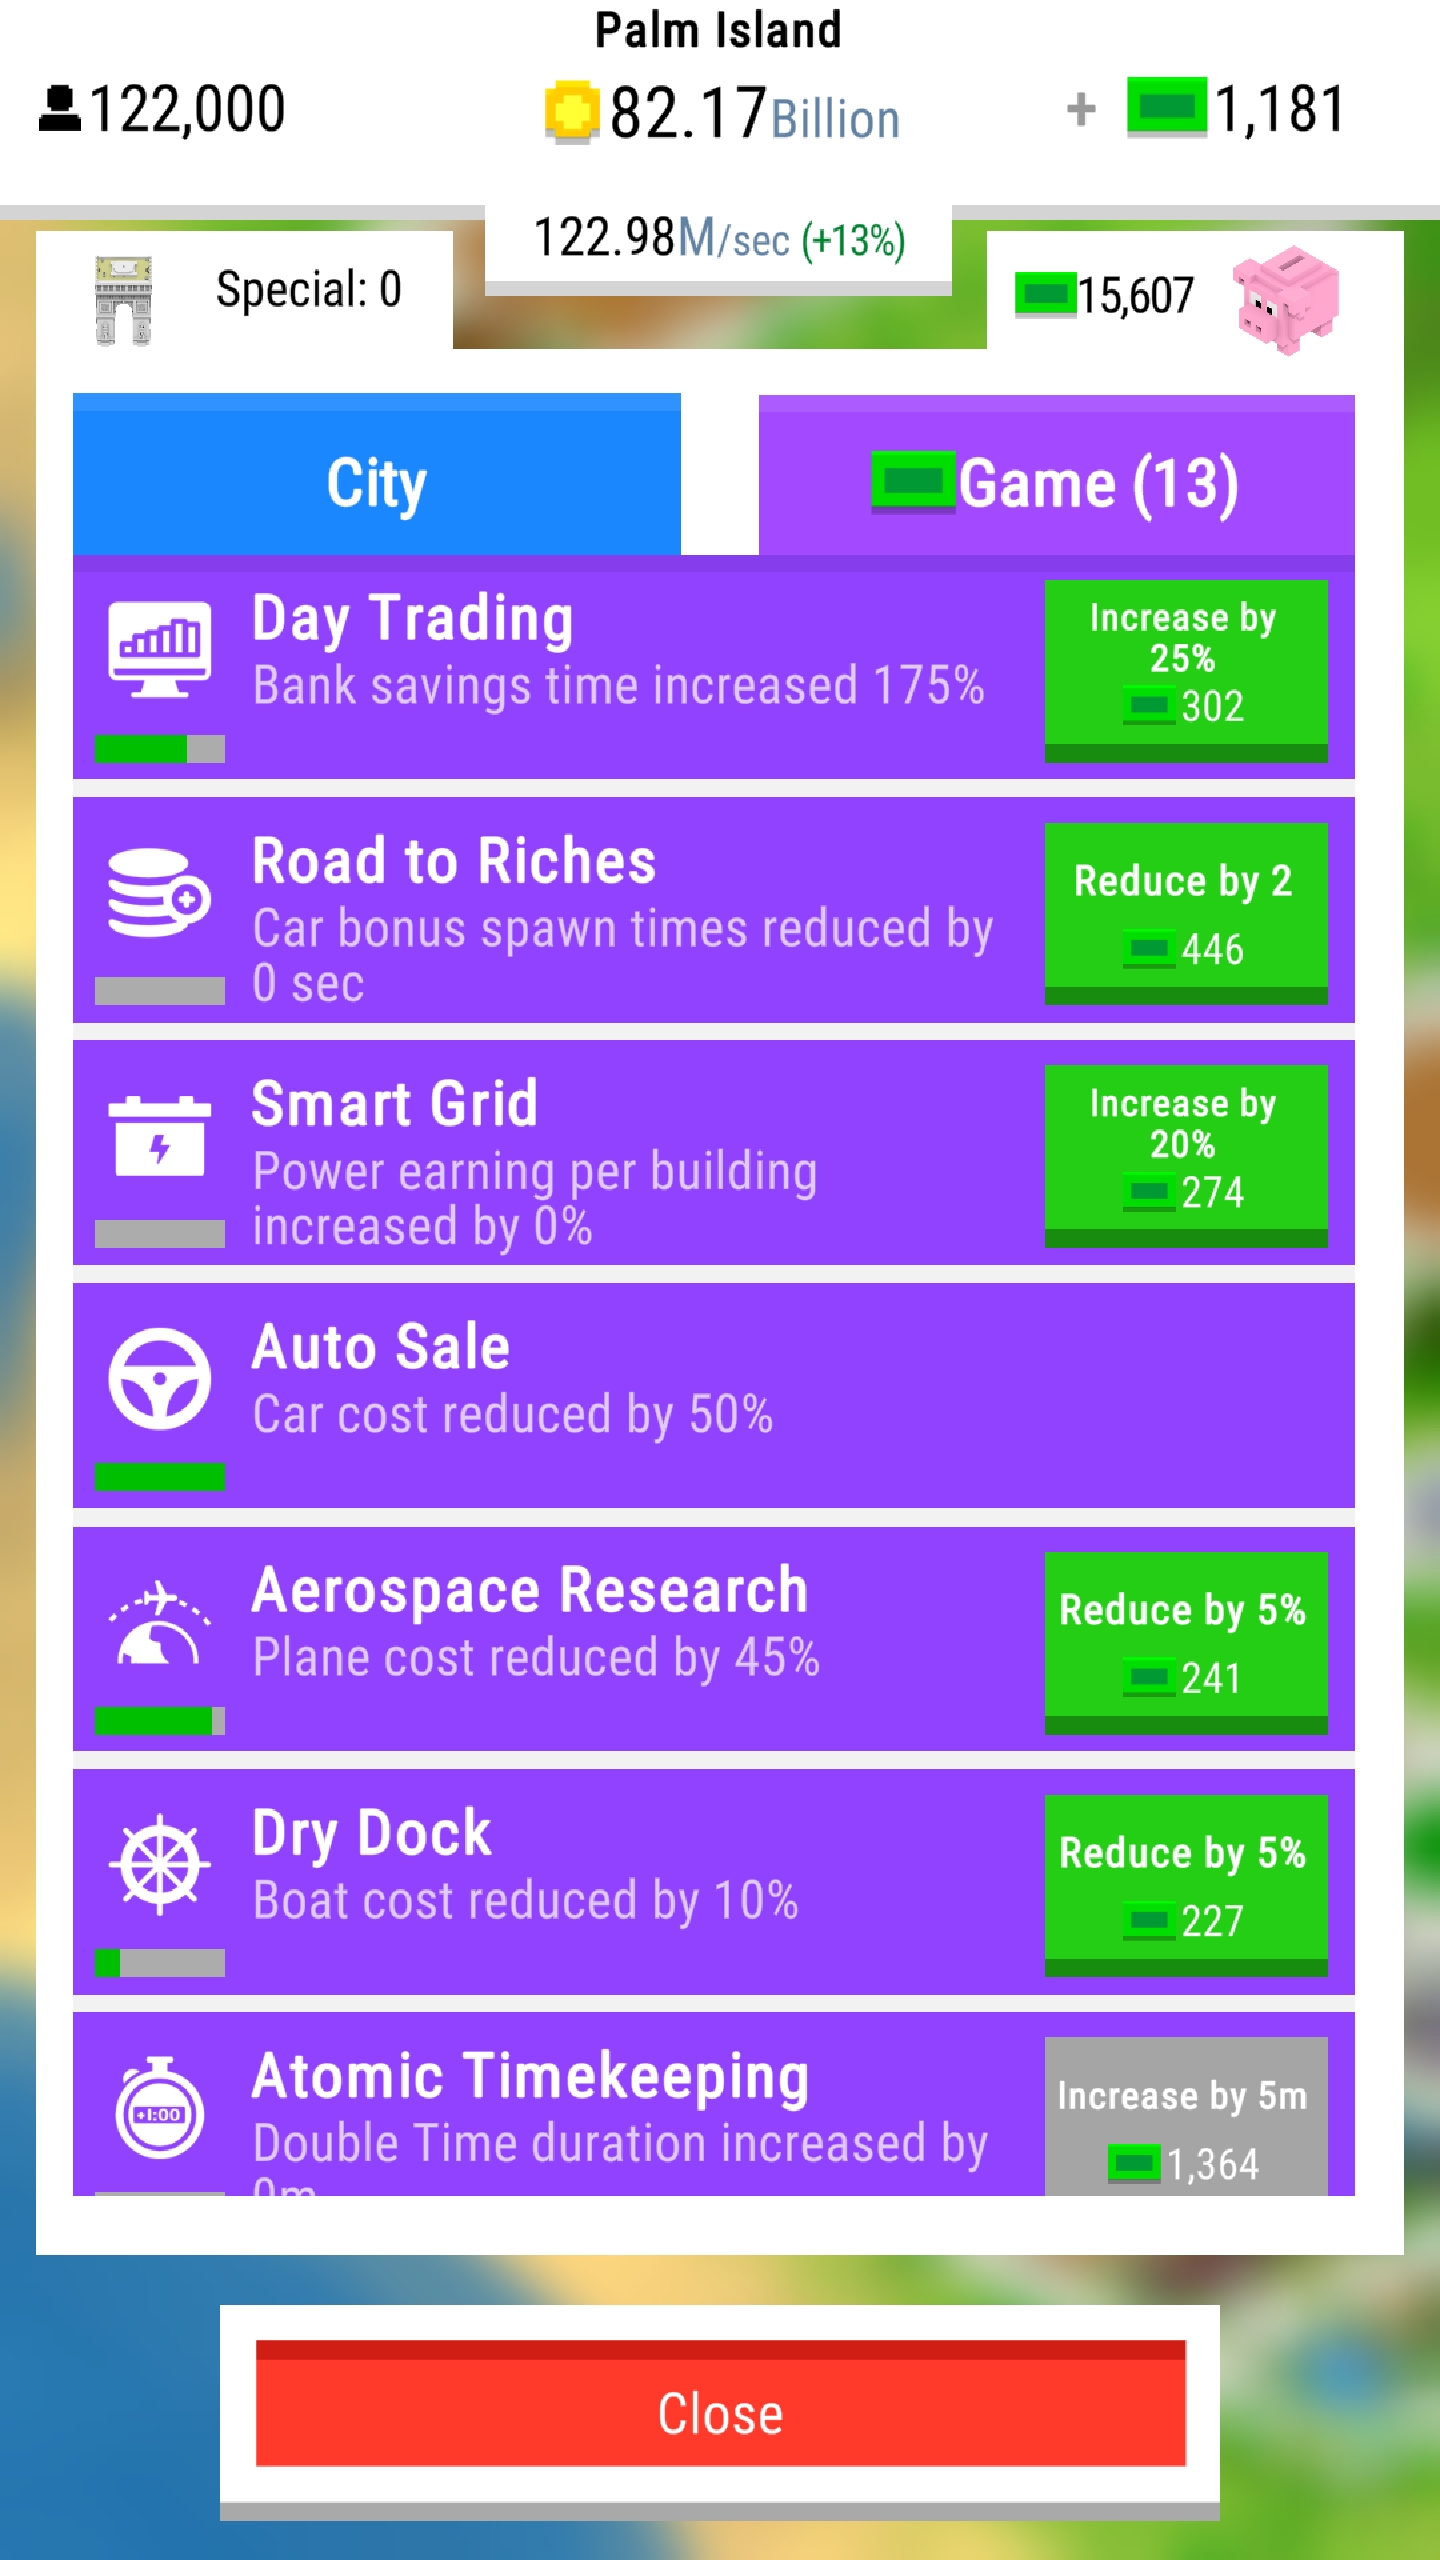 Palm Island
122,000
82.17Billion
+ 1,181
122.98M/sec (+13%)
Special: 0
15,607
City
Game (13)
Day Trading
Bank savings time increased 175%
Increase by
25%
302
Road to Riches
Car bonus spawn times reduced by
0 sec
Reduce by 2
446
Smart Grid
Power earning per building
increased by 0%
Increase by
20%
274
Auto Sale
Car cost reduced by 50%
Aerospace Research
Plane cost reduced by 45%
Reduce by 5%
241
Dry Dock
Boat cost reduced by 10%
Reduce by 5%
227
+1:00
Atomic Timekeeping
Double Time duration increased by
0m
Increase by 5m
1,364
Close